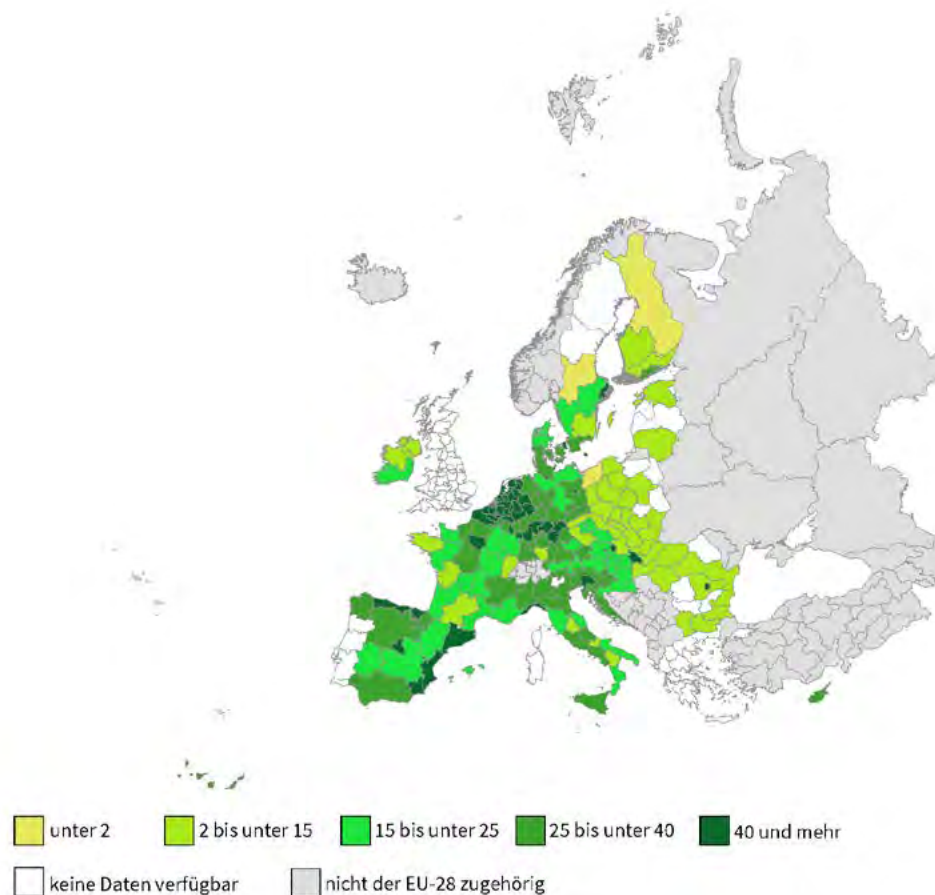 unter 2 2 bis unter 15 15 bis unter 25 25 bis unter 40 40 und mehr
keine Daten verfügbar nicht der EU-28 zugehörig